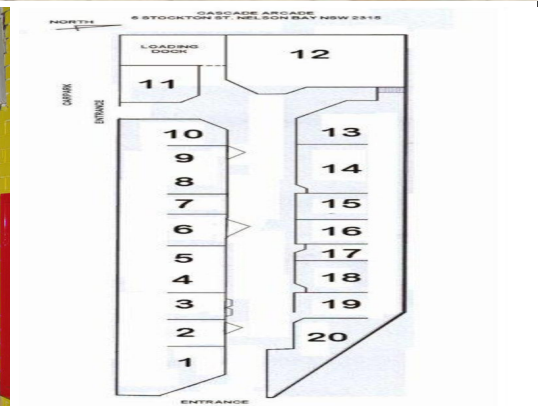 CASCADE ARCADE
6 STOCKTON ST. NELSON BAY NSW 2315
NORTH
LOADING
DOCK
12
11
CARPARK
ENTRANCE
10
13
9
14
8
7
15
6
16
17
5
18
4
3
19
2
20
1
ENTRANCE